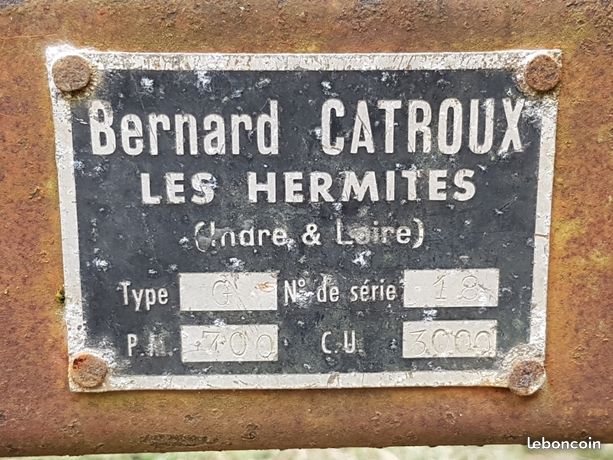 Bernard CATROUX
LES HERMITES
(Indre & Loire)
Type G N° de série 18
P.M. 700 C.U. 3000
leboncoin